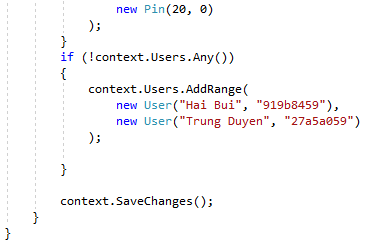 new Pin(20, 0)
);
}
if (!context.Users.Any())
{
context.Users.AddRange(
new User("Hai Bui", "919b8459"),
new User("Trung Duyen", "27a5a059")
);
}
context.SaveChanges();
}
}